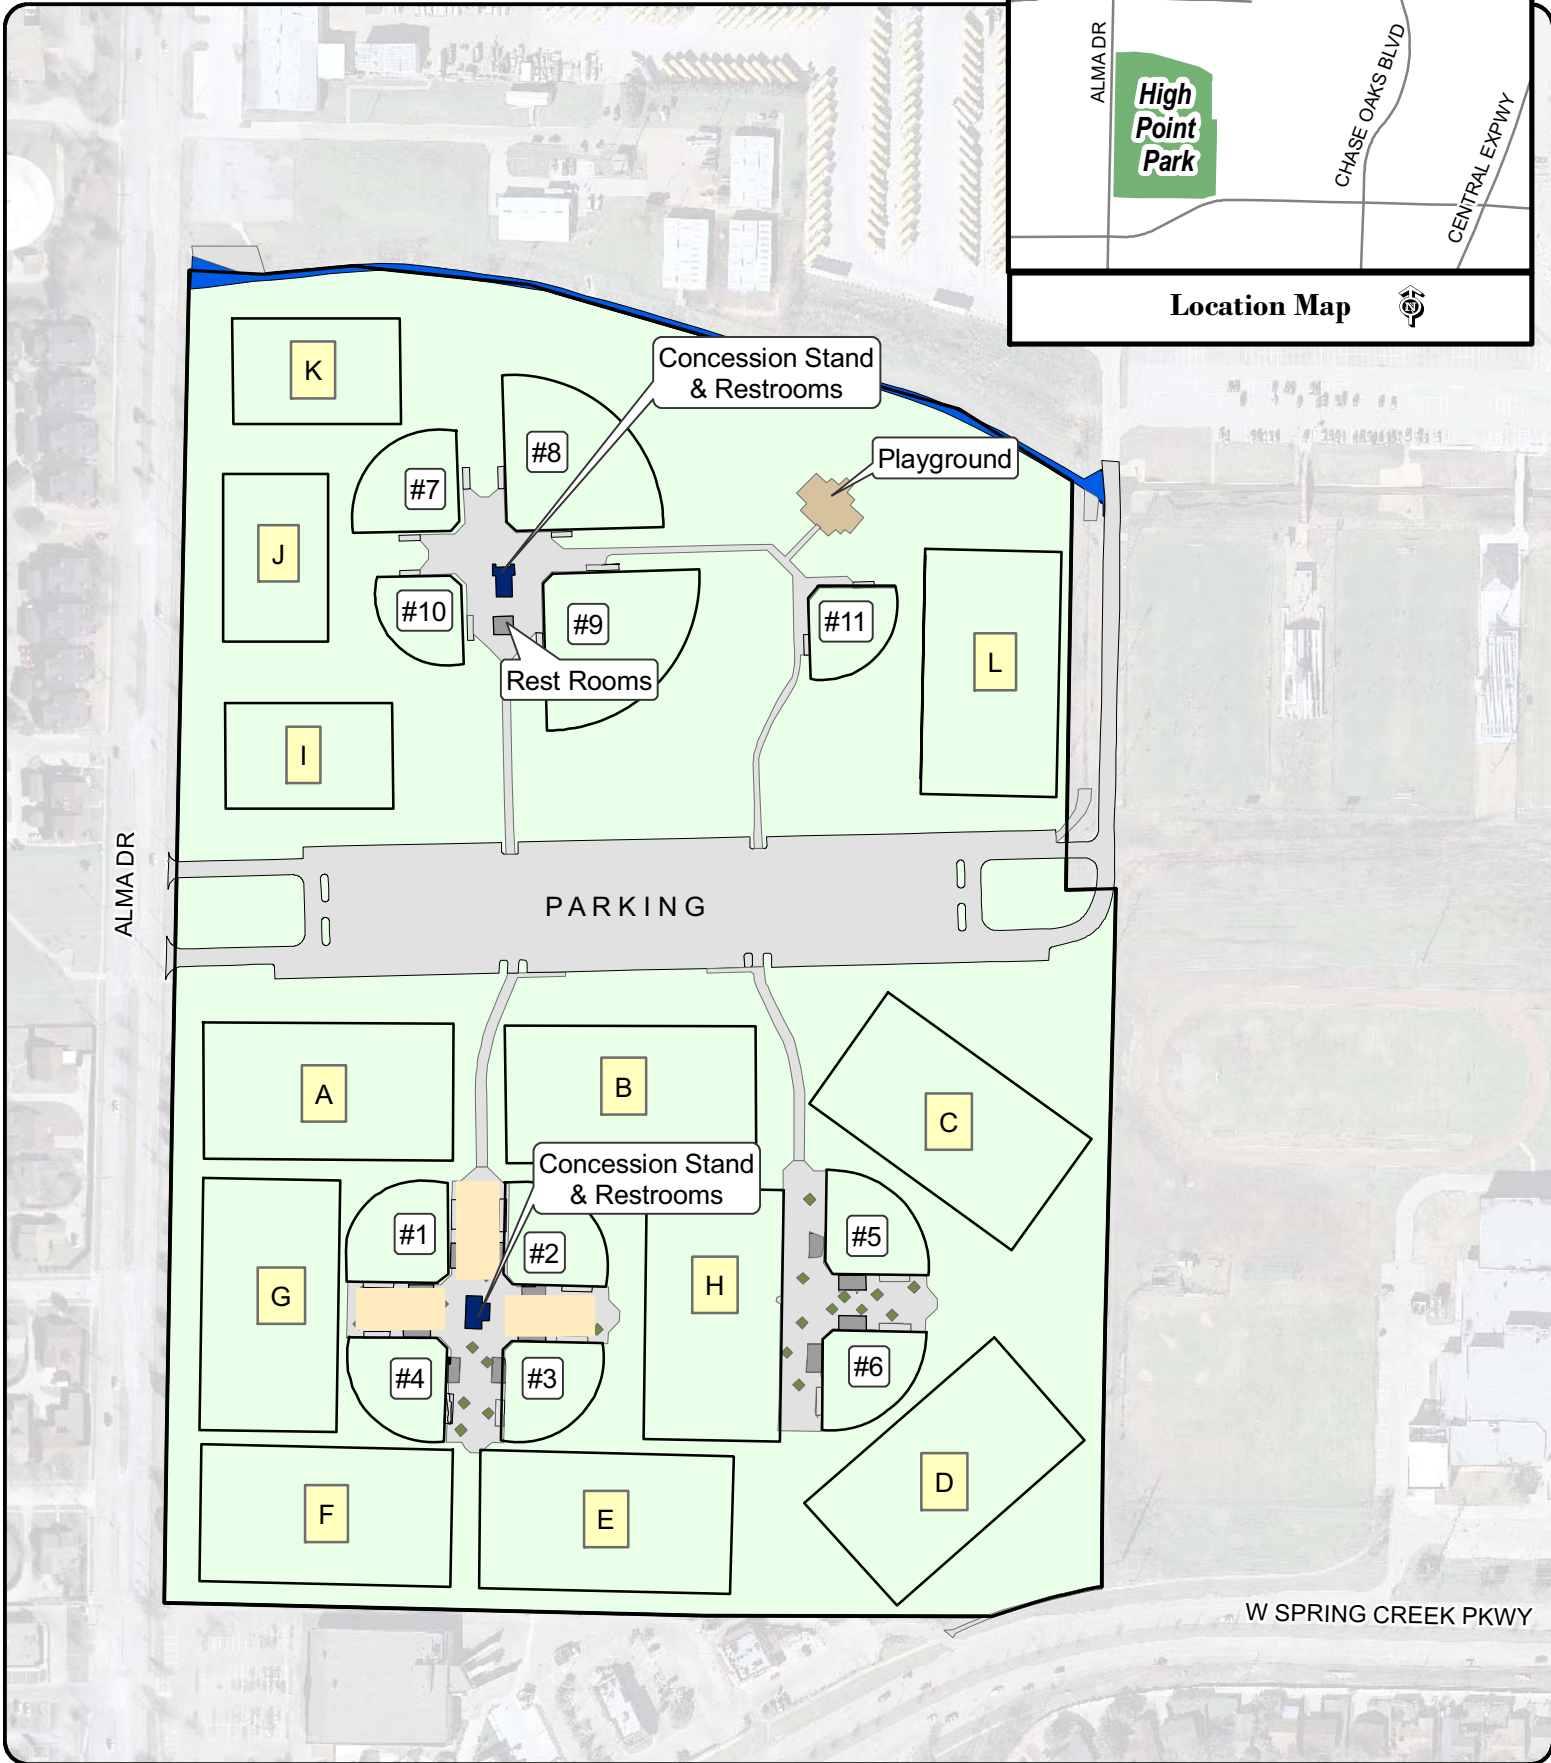 ALMA DR
CHASE OAKS BLVD
CENTRAL EXPWY
High
Point
Park
Location Map
N
K
Concession Stand
& Restrooms
#8
Playground
#7
J
#10
#9
#11
L
Rest Rooms
I
ALMA DR
PARKING
A
B
C
Concession Stand
& Restrooms
#1
#2
#5
G
H
#4
#3
#6
F
E
D
W SPRING CREEK PKWY